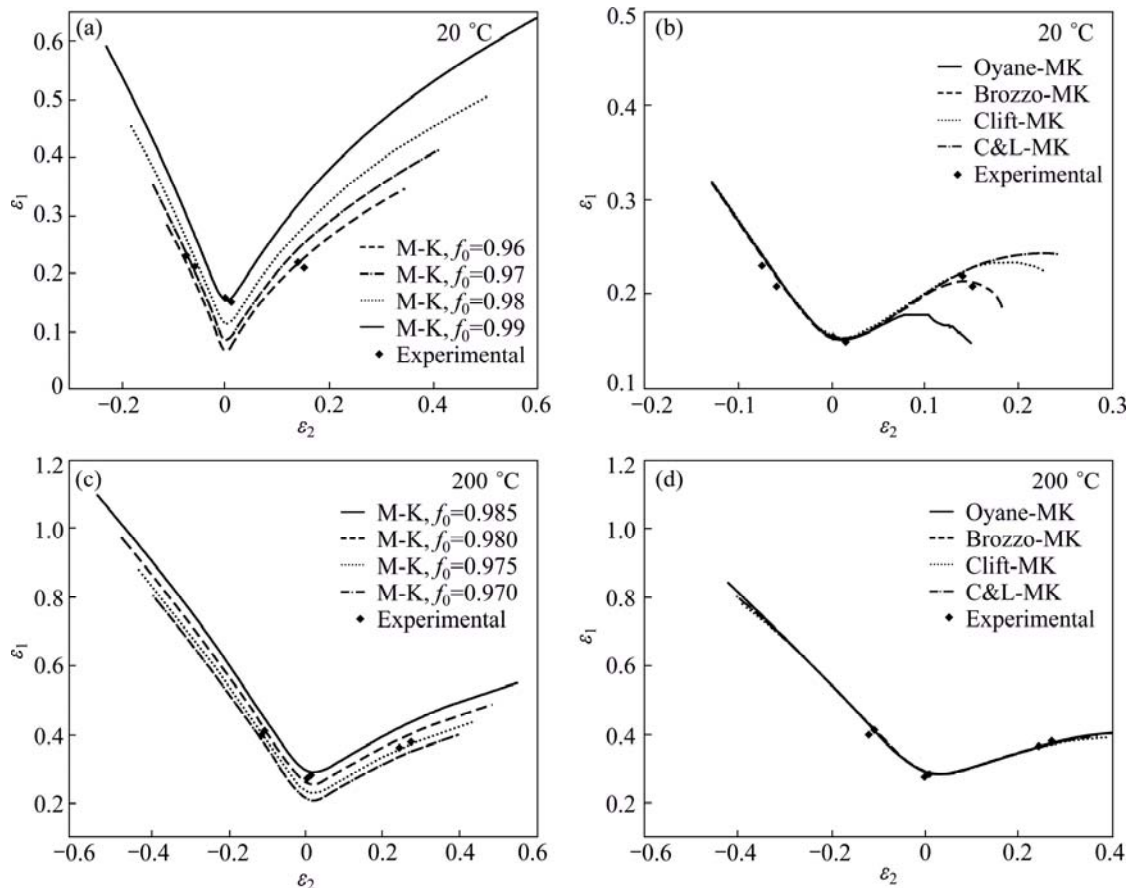 (a)
20 °C
0.6
0.5
0.4
ε1
0.3
0.2
0.1
0
M-K, f0=0.96
M-K, f0=0.97
M-K, f0=0.98
M-K, f0=0.99
Experimental
−0.2
0
0.2
0.4
0.6
ε2
(b)
20 °C
0.5
0.4
ε1
0.3
0.2
0.1
Oyane-MK
Brozzo-MK
Clift-MK
C&L-MK
Experimental
−0.2
−0.1
0
0.1
0.2
0.3
ε2
(c)
200 °C
1.2
1.0
0.8
ε1
0.6
0.4
0.2
M-K, f0=0.985
M-K, f0=0.980
M-K, f0=0.975
M-K, f0=0.970
Experimental
−0.6
−0.4
−0.2
0
0.2
0.4
0.6
ε2
(d)
200 °C
1.2
1.0
0.8
ε1
0.6
0.4
0.2
Oyane-MK
Brozzo-MK
Clift-MK
C&L-MK
Experimental
−0.6
−0.4
−0.2
0
0.2
0.4
ε2